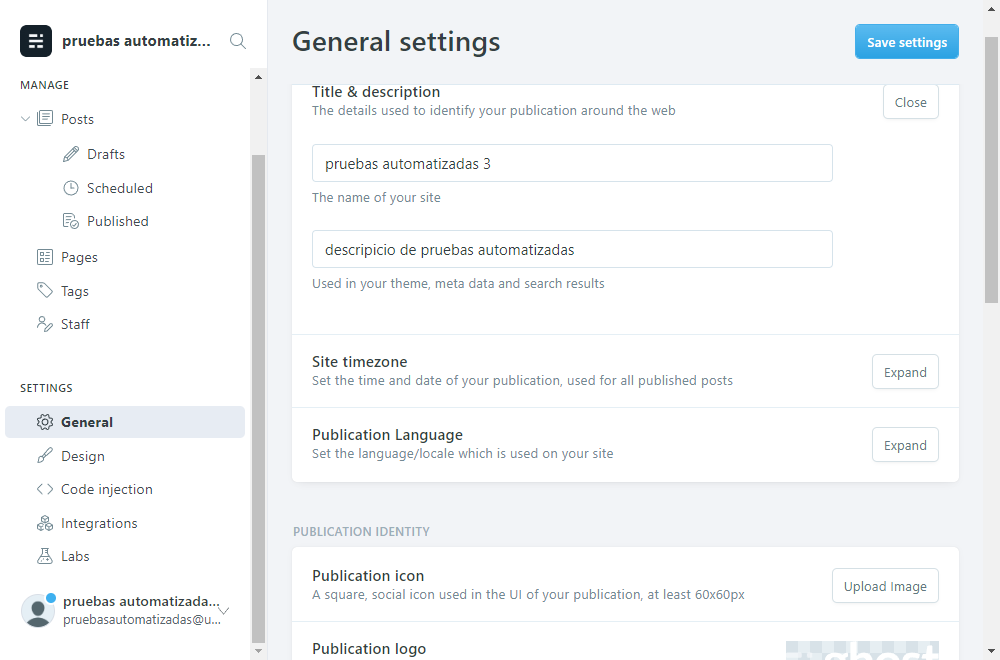 pruebas automatiz...
MANAGE
Posts
Drafts
Scheduled
Published
Pages
Tags
Staff
SETTINGS
General
Design
Code injection
Integrations
Labs
pruebas automatizada...
pruebasautomatizadas@u...
General settings
Save settings
Title & description
The details used to identify your publication around the web
Close
pruebas automatizadas 3
The name of your site
descripicio de pruebas automatizadas
Used in your theme, meta data and search results
Site timezone
Set the time and date of your publication, used for all published posts
Expand
Publication Language
Set the language/locale which is used on your site
Expand
PUBLICATION IDENTITY
Publication icon
A square, social icon used in the UI of your publication, at least 60x60px
Upload Image
Publication logo
ghost